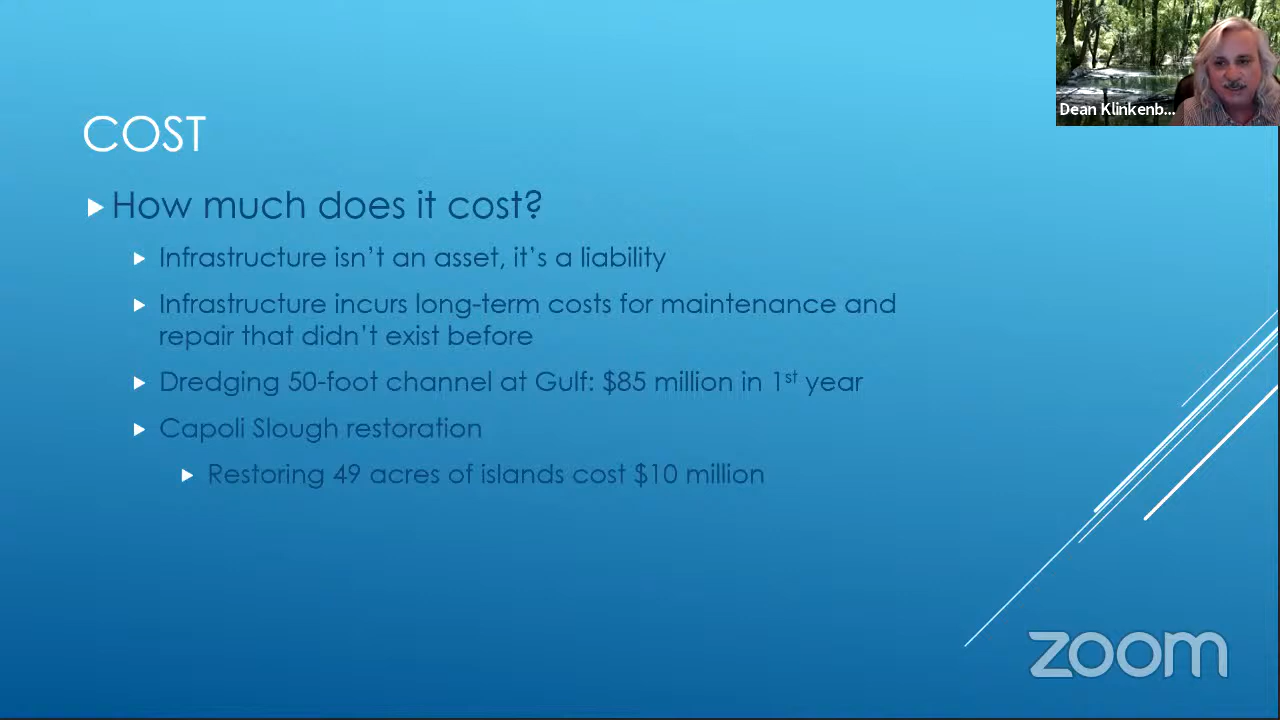 Dean Klinkenb...
COST
How much does it cost?
Infrastructure isn't an asset, it's a liability
Infrastructure incurs long-term costs for maintenance and
repair that didn't exist before
Dredging 50-foot channel at Gulf: $85 million in 1st year
Capoli Slough restoration
Restoring 49 acres of islands cost $10 million
zoom